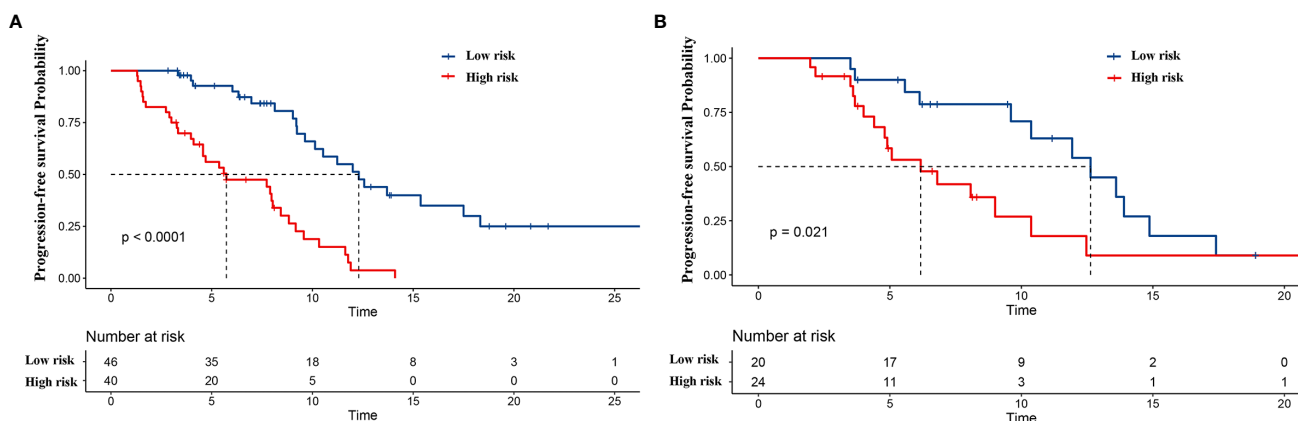 A
Progression-free survival Probability
Low risk
High risk
1.00
0.75
0.50
0.25
0.00
p < 0.0001
0 5 10 15 20 25
Time
Number at risk
Low risk 46 35 18 8 3 1
High risk 40 20 5 0 0 0
0 5 10 15 20 25
Time
B
Progression-free survival Probability
Low risk
High risk
1.00
0.75
0.50
0.25
0.00
p = 0.021
0 5 10 15 20
Time
Number at risk
Low risk 20 17 9 2 0
High risk 24 11 3 1 1
0 5 10 15 20
Time